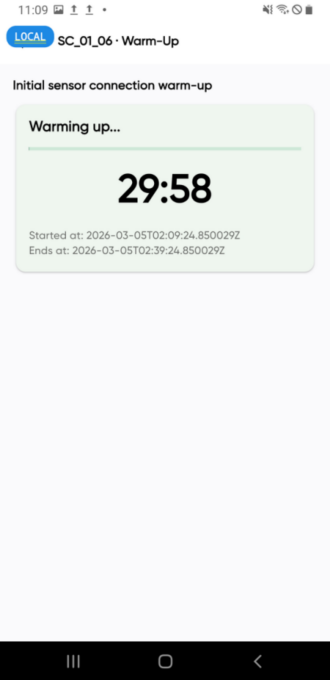 11:09
LOCAL
SC_01_06 · Warm-Up
Initial sensor connection warm-up
Warming up...
29:58
Started at: 2026-03-05T02:09:24.850029Z
Ends at: 2026-03-05T02:39:24.850029Z